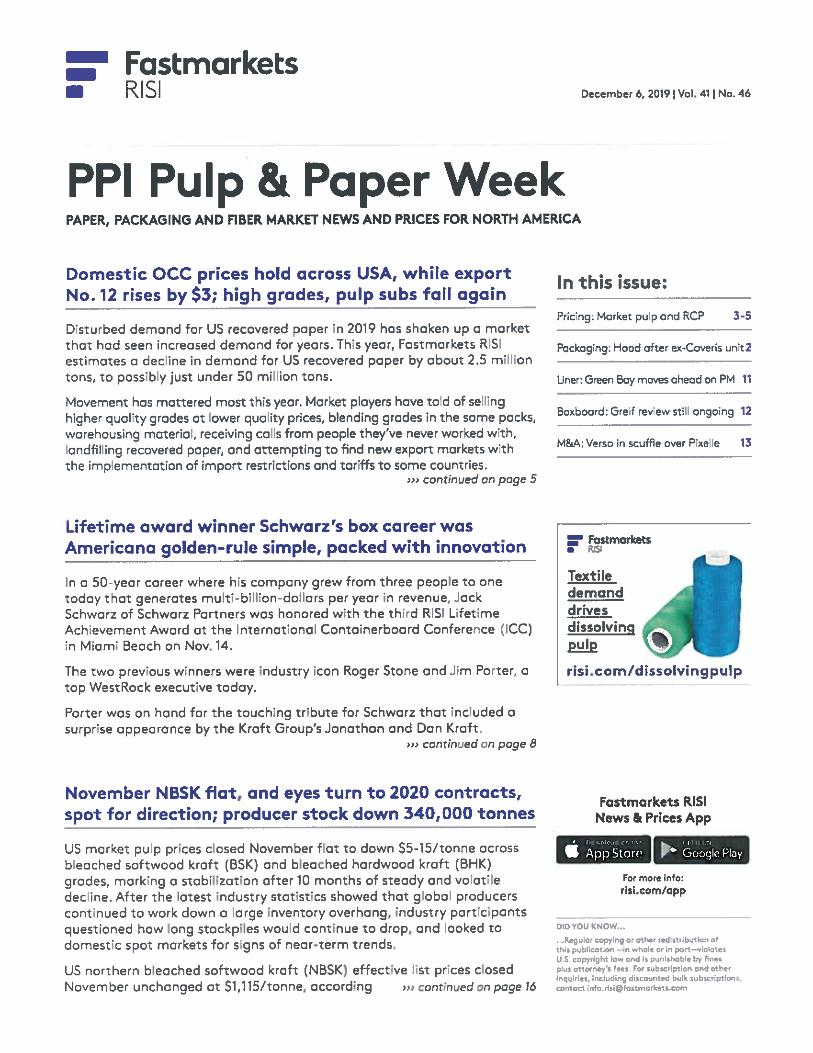 Fastmarkets
RISI
December 6, 2019 | Vol. 41 | No. 46
PPI Pulp & Paper Week
PAPER, PACKAGING AND FIBER MARKET NEWS AND PRICES FOR NORTH AMERICA
Domestic OCC prices hold across USA, while export
No. 12 rises by $3; high grades, pulp subs fall again
Disturbed demand for US recovered paper in 2019 has shaken up a market
that had seen increased demand for years. This year, Fastmarkets RISI
estimates a decline in demand for US recovered paper by about 2.5 million
tons, to possibly just under 50 million tons.
Movement has mattered most this year. Market players have told of selling
higher quality grades at lower quality prices, blending grades in the same packs,
warehousing material, receiving calls from people they've never worked with,
landfilling recovered paper, and attempting to find new export markets with
the implementation of import restrictions and tariffs to some countries.
››› continued on page 5
Lifetime award winner Schwarz's box career was
Americana golden-rule simple, packed with innovation
In a 50-year career where his company grew from three people to one
today that generates multi-billion-dollars per year in revenue, Jack
Schwarz of Schwarz Partners was honored with the third RISI Lifetime
Achievement Award at the International Containerboard Conference (ICC)
in Miami Beach on Nov. 14.
The two previous winners were industry icon Roger Stone and Jim Porter, a
top WestRock executive today.
Porter was on hand for the touching tribute for Schwarz that included a
surprise appearance by the Kraft Group's Jonathan and Dan Kraft.
››› continued on page 8
November NBSK flat, and eyes turn to 2020 contracts,
spot for direction; producer stock down 340,000 tonnes
US market pulp prices closed November flat to down $5-15/tonne across
bleached softwood kraft (BSK) and bleached hardwood kraft (BHK)
grades, marking a stabilization after 10 months of steady and volatile
decline. After the latest industry statistics showed that global producers
continued to work down a large inventory overhang, industry participants
questioned how long stockpiles would continue to drop, and looked to
domestic spot markets for signs of near-term trends.
US northern bleached softwood kraft (NBSK) effective list prices closed
November unchanged at $1,115/tonne, according ››› continued on page 16
In this issue:
Pricing: Market pulp and RCP 3-5
Packaging: Hood after ex-Coveris unit 2
Liner: Green Bay moves ahead on PM 11
Boxboard: Greif review still ongoing 12
M&A; Verso in scuffle over Pixelle 13
Fastmarkets
RISI
Textile
demand
drives
dissolving
pulp
risi.com/dissolvingpulp
Fastmarkets RISI
News & Prices App
App Store
Google Play
For more info:
risi.com/app
DID YOU KNOW...
...Regular copying or other redistribution of
this publication —in whole or in part—violates
U.S. copyright law and is punishable by fines
plus attorney's fees. For subscription and other
inquiries, including discounted bulk subscriptions,
contact info.risi@fastmarkets.com